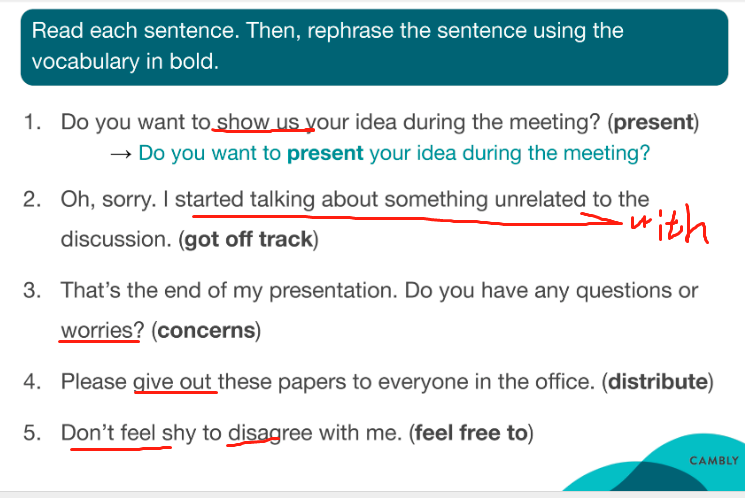 Read each sentence. Then, rephrase the sentence using the
vocabulary in bold.
1. Do you want to show us your idea during the meeting? (present)
→ Do you want to present your idea during the meeting?
2. Oh, sorry. I started talking about something unrelated to the
with
discussion. (got off track)
3. That's the end of my presentation. Do you have any questions or
worries? (concerns)
4. Please give out these papers to everyone in the office. (distribute)
5. Don't feel shy to disagree with me. (feel free to)
CAMBLY